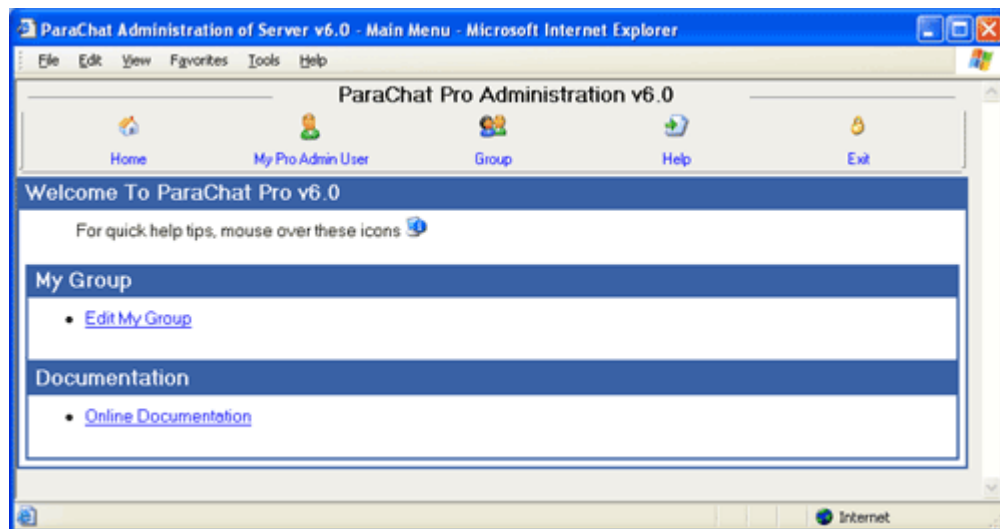 ParaChat Administration of Server v6.0 - Main Menu - Microsoft Internet Explorer
File Edit View Favorites Tools Help
ParaChat Pro Administration v6.0
Home My Pro Admin User Group Help Exit
Welcome To ParaChat Pro v6.0
For quick help tips, mouse over these icons
My Group
• Edit My Group
Documentation
• Online Documentation
Internet